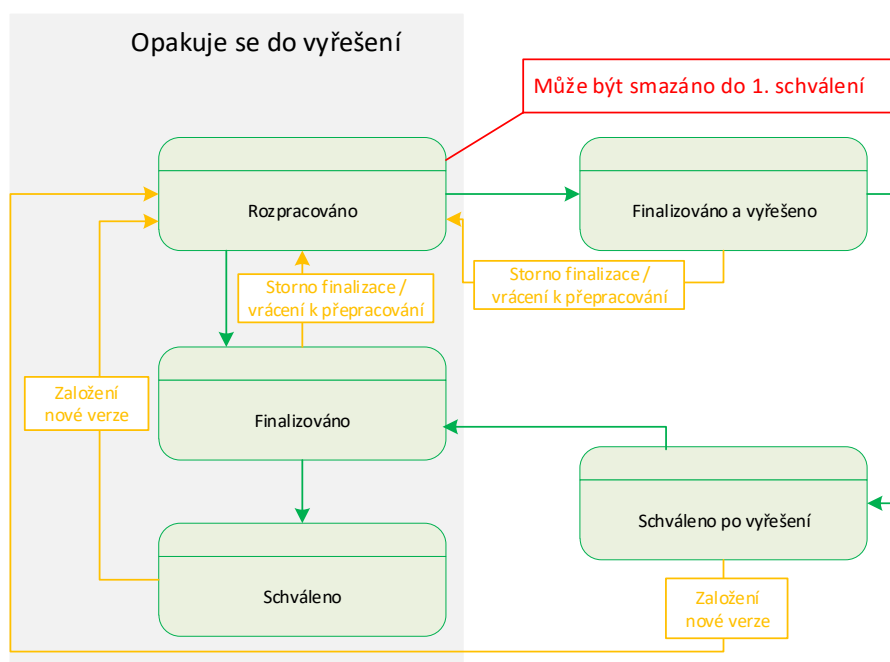 Opakuje se do vyřešení
Může být smazáno do 1. schválení
Rozpracováno
Finalizováno a vyřešeno
Storno finalizace /
vrácení k přepracování
Storno finalizace /
vrácení k přepracování
Založení
nové verze
Finalizováno
Schváleno po vyřešení
Schváleno
Založení
nové verze